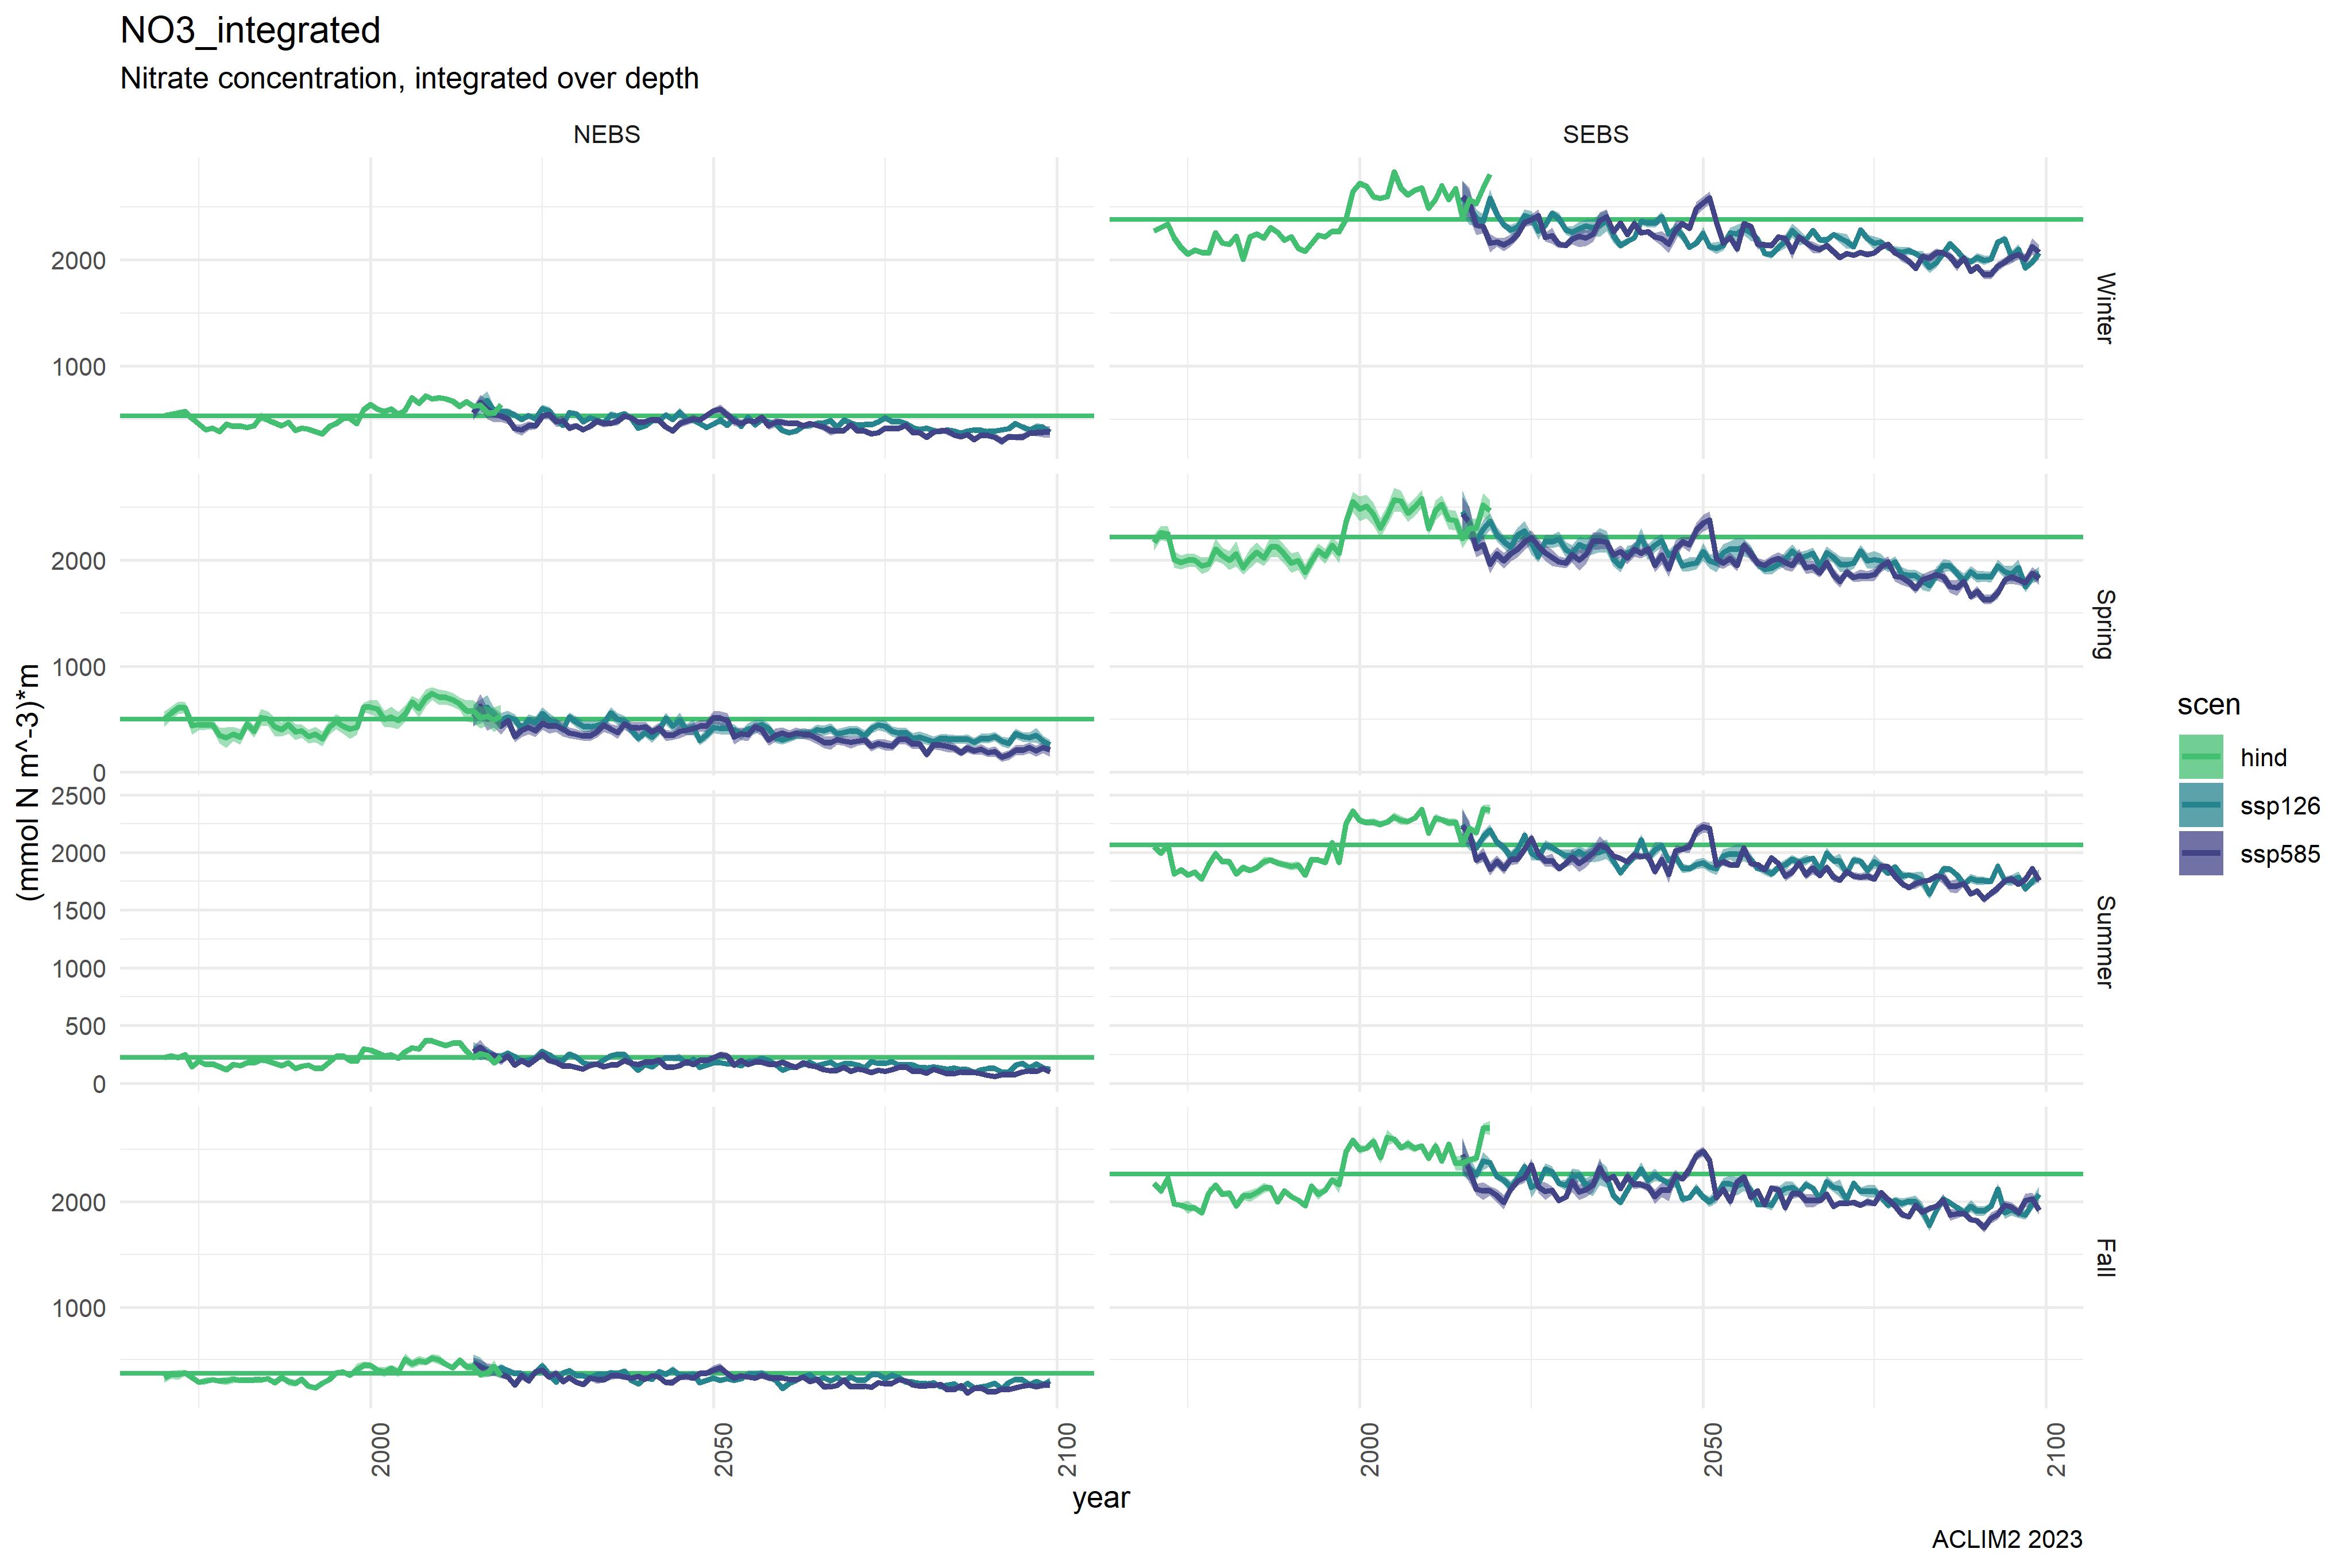 NO3_integrated
Nitrate concentration, integrated over depth
NEBS SEBS
2000
1000
Winter
2000
1000
0
Spring
2500
2000
1500
1000
500
0
Summer
2000
1000
Fall
(mmol N m^-3)*m
2000 2050 2100 2000 2050 2100
year
scen
hind
ssp126
ssp585
ACLIM2 2023